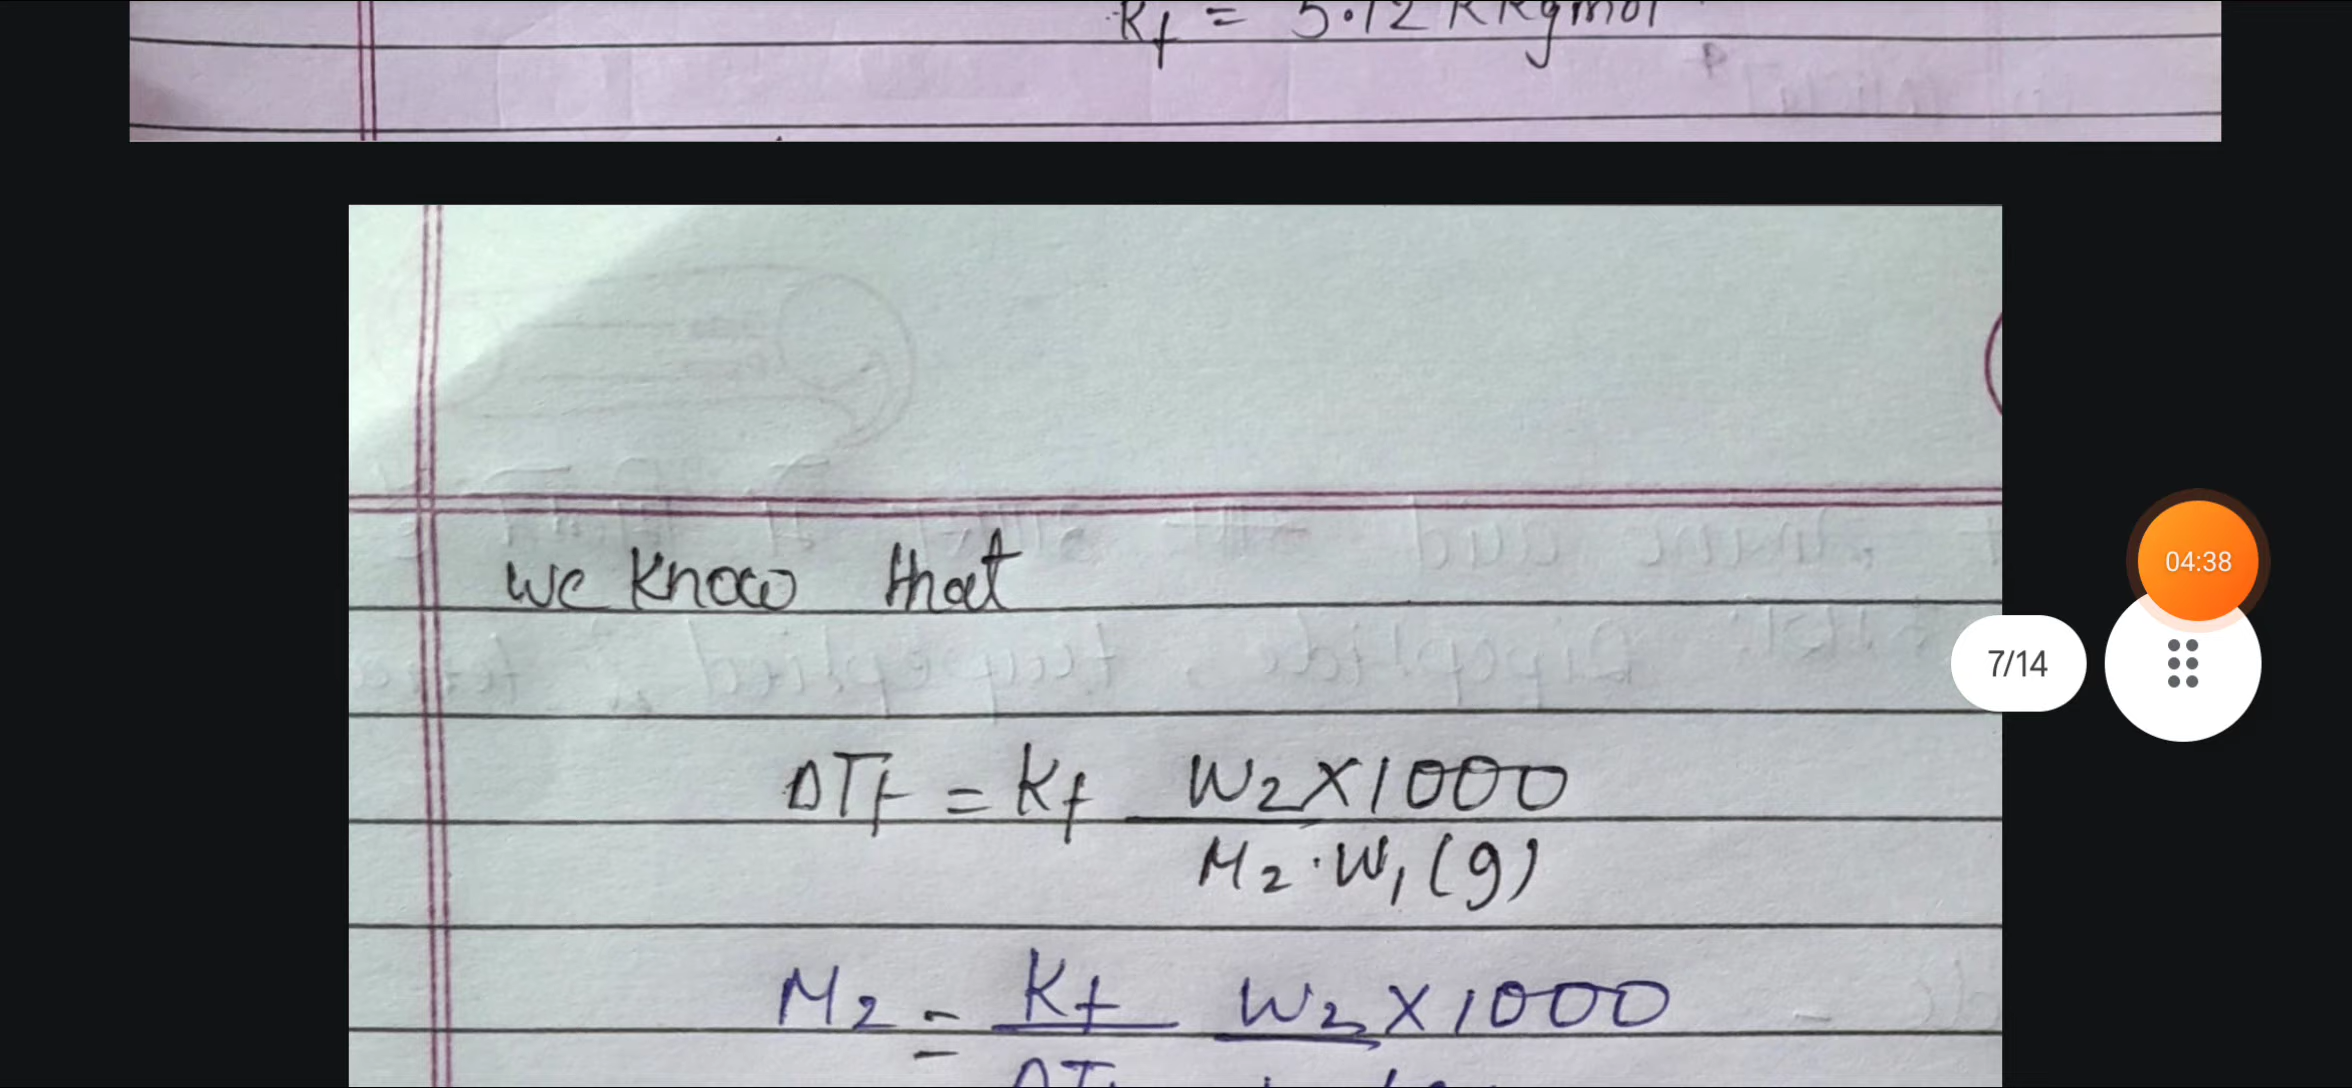 Kf = 5.12 K Kg mol
we know that
ΔTf = Kf W2 × 1000
M2 · W1 (g)
04:38
7/14
M2 = Kf W2 × 1000
ΔTf